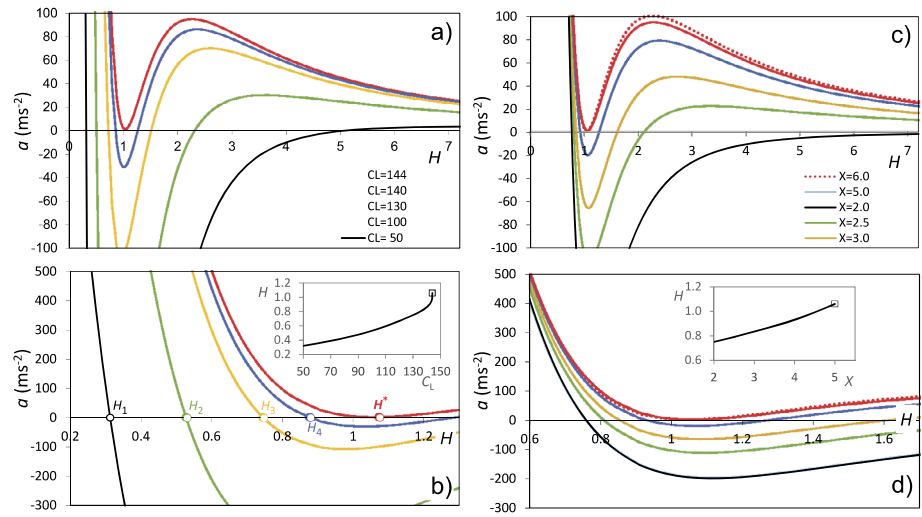 a)
a (ms-2)
100
80
60
40
20
0
-20
-40
-60
-80
-100
0
1
2
3
4
5
6
7
H
CL=144
CL=140
CL=130
CL=100
CL= 50
c)
a (ms-2)
100
80
60
40
20
0
-20
-40
-60
-80
-100
0
1
2
3
4
5
6
7
H
X=6.0
X=5.0
X=2.0
X=2.5
X=3.0
b)
a (ms-2)
500
400
300
200
100
0
-100
-200
-300
0.2
0.4
0.6
0.8
1
1.2
H
H1
H2
H3
H4
H*
H
1.2
1.0
0.8
0.6
0.4
0.2
50
70
90
110
130
150
CL
d)
a (ms-2)
500
400
300
200
100
0
-100
-200
-300
0.6
0.8
1
1.2
1.4
1.6
H
H
1.2
1.0
0.8
0.6
2
3
4
5
6
X